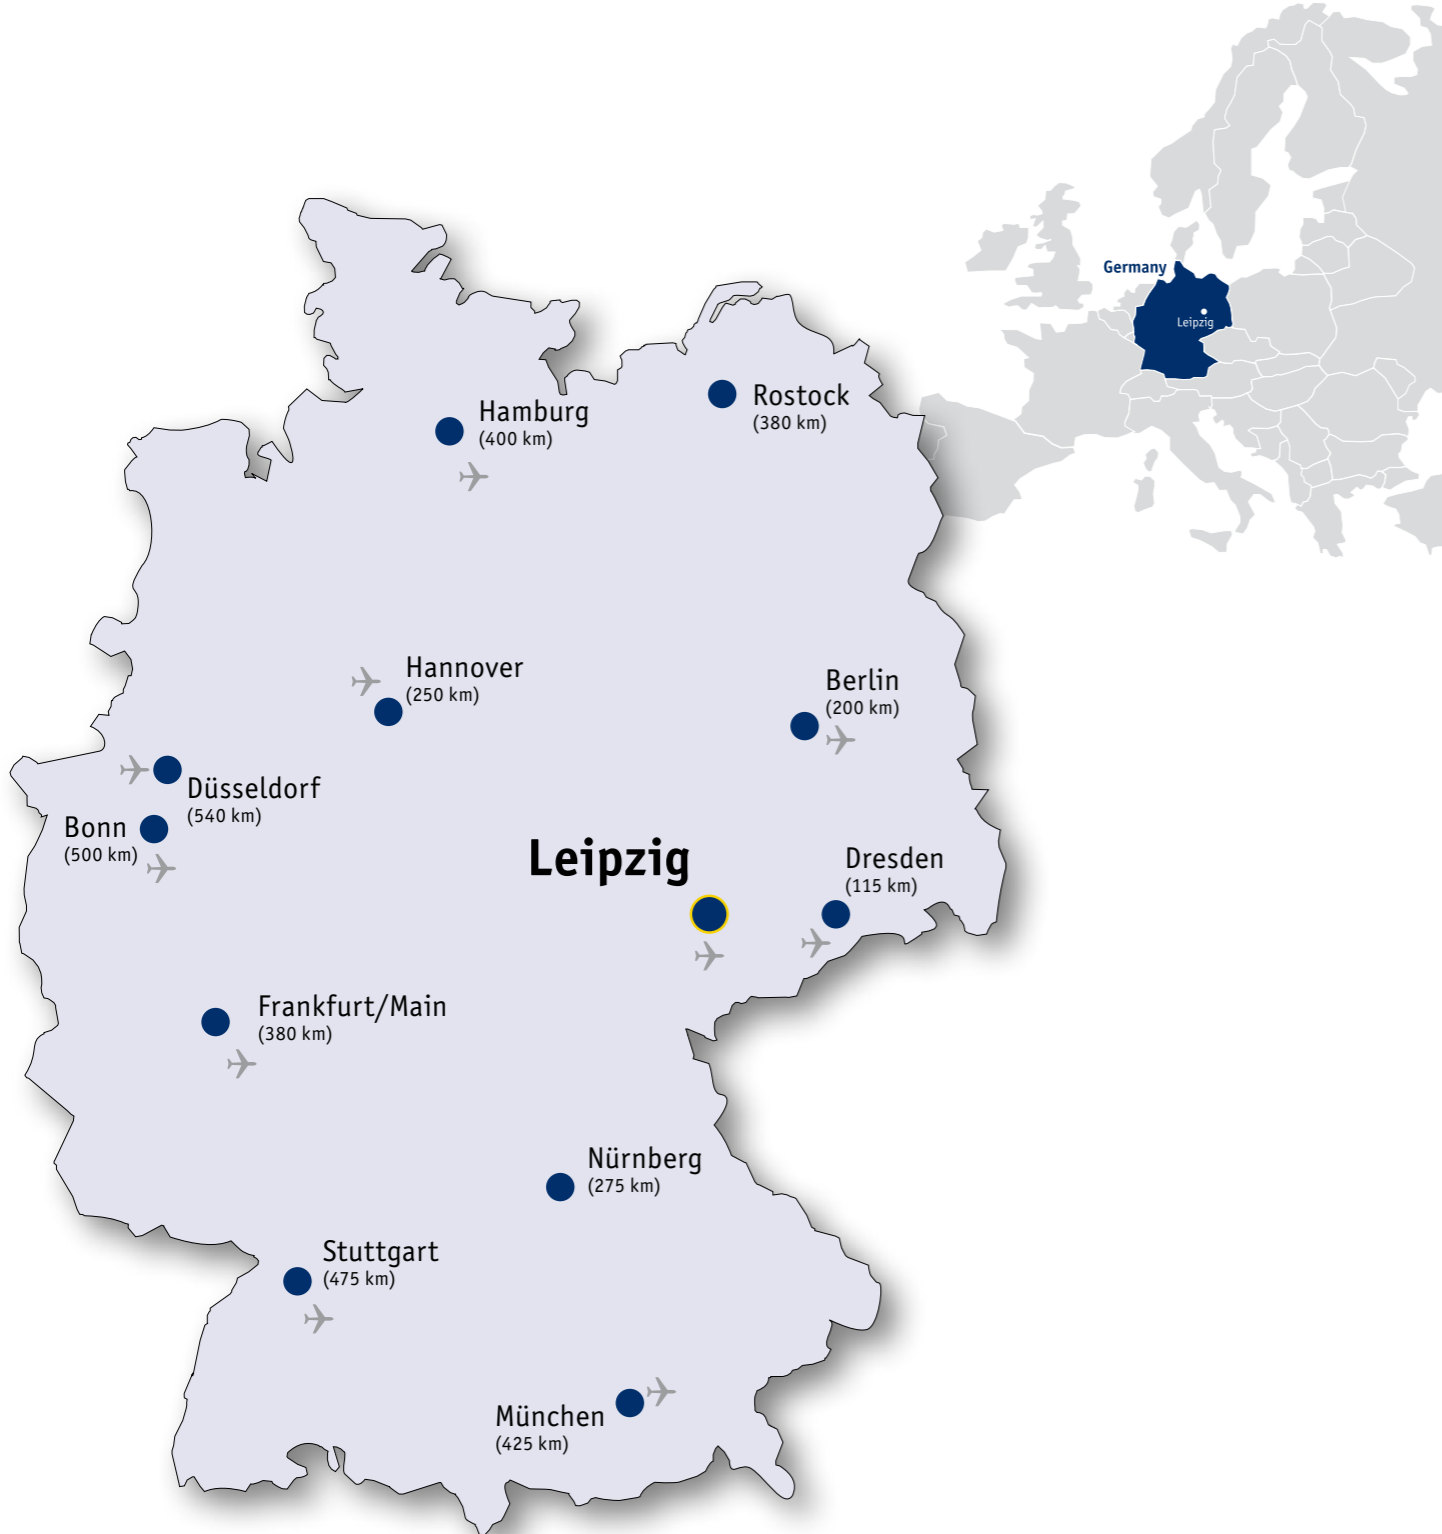 Germany
Leipzig
Rostock
(380 km)
Hamburg
(400 km)
Hannover
(250 km)
Berlin
(200 km)
Düsseldorf
(540 km)
Bonn
(500 km)
Leipzig
Dresden
(115 km)
Frankfurt/Main
(380 km)
Nürnberg
(275 km)
Stuttgart
(475 km)
München
(425 km)